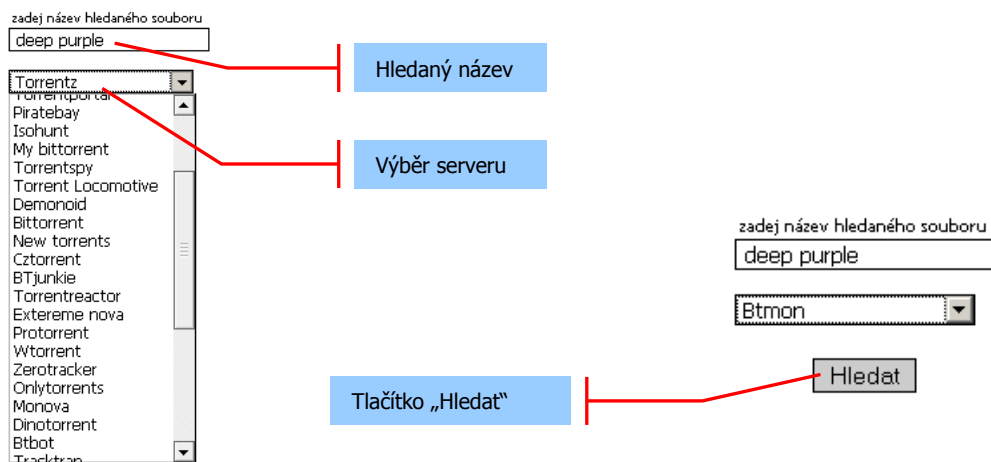 zadej název hledaného souboru
deep purple
Hledaný název
Torrentz
Torrentportal
Piratebay
Isohunt
My bittorrent
Torrentspy
Torrent Locomotive
Demonoid
Bittorrent
New torrents
Cztorrent
BTjunkie
Torrentreactor
Extereme nova
Protorrent
Wtorrent
Zerotracker
Onlytorrents
Monova
Dinotorrent
Btbot
Tracktrap
Výběr serveru
zadej název hledaného souboru
deep purple
Btmon
Hledat
Tlačítko „Hledat“